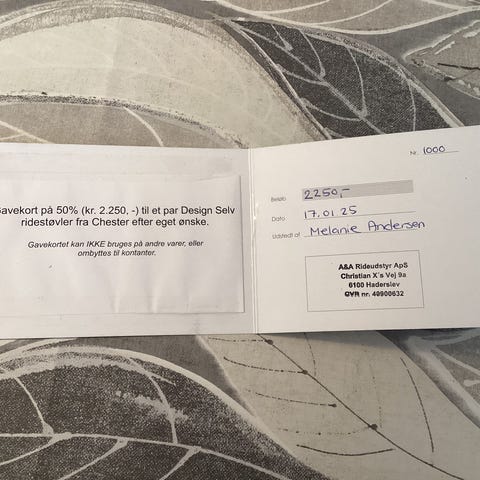 Gavekort på 50% (kr. 2.250, -) til et par Design Selv
ridestøvler fra Chester efter eget ønske.
Gavekortet kan IKKE bruges på andre varer, eller
ombyttes til kontanter.
Nr. 1000
Beløb 2250,-
Dato 17.01.25
Udstedt af Melanie Andersen
A&A Rideudstyr ApS
Christian X´s Vej 9a
6100 Haderslev
CVR nr. 40900632